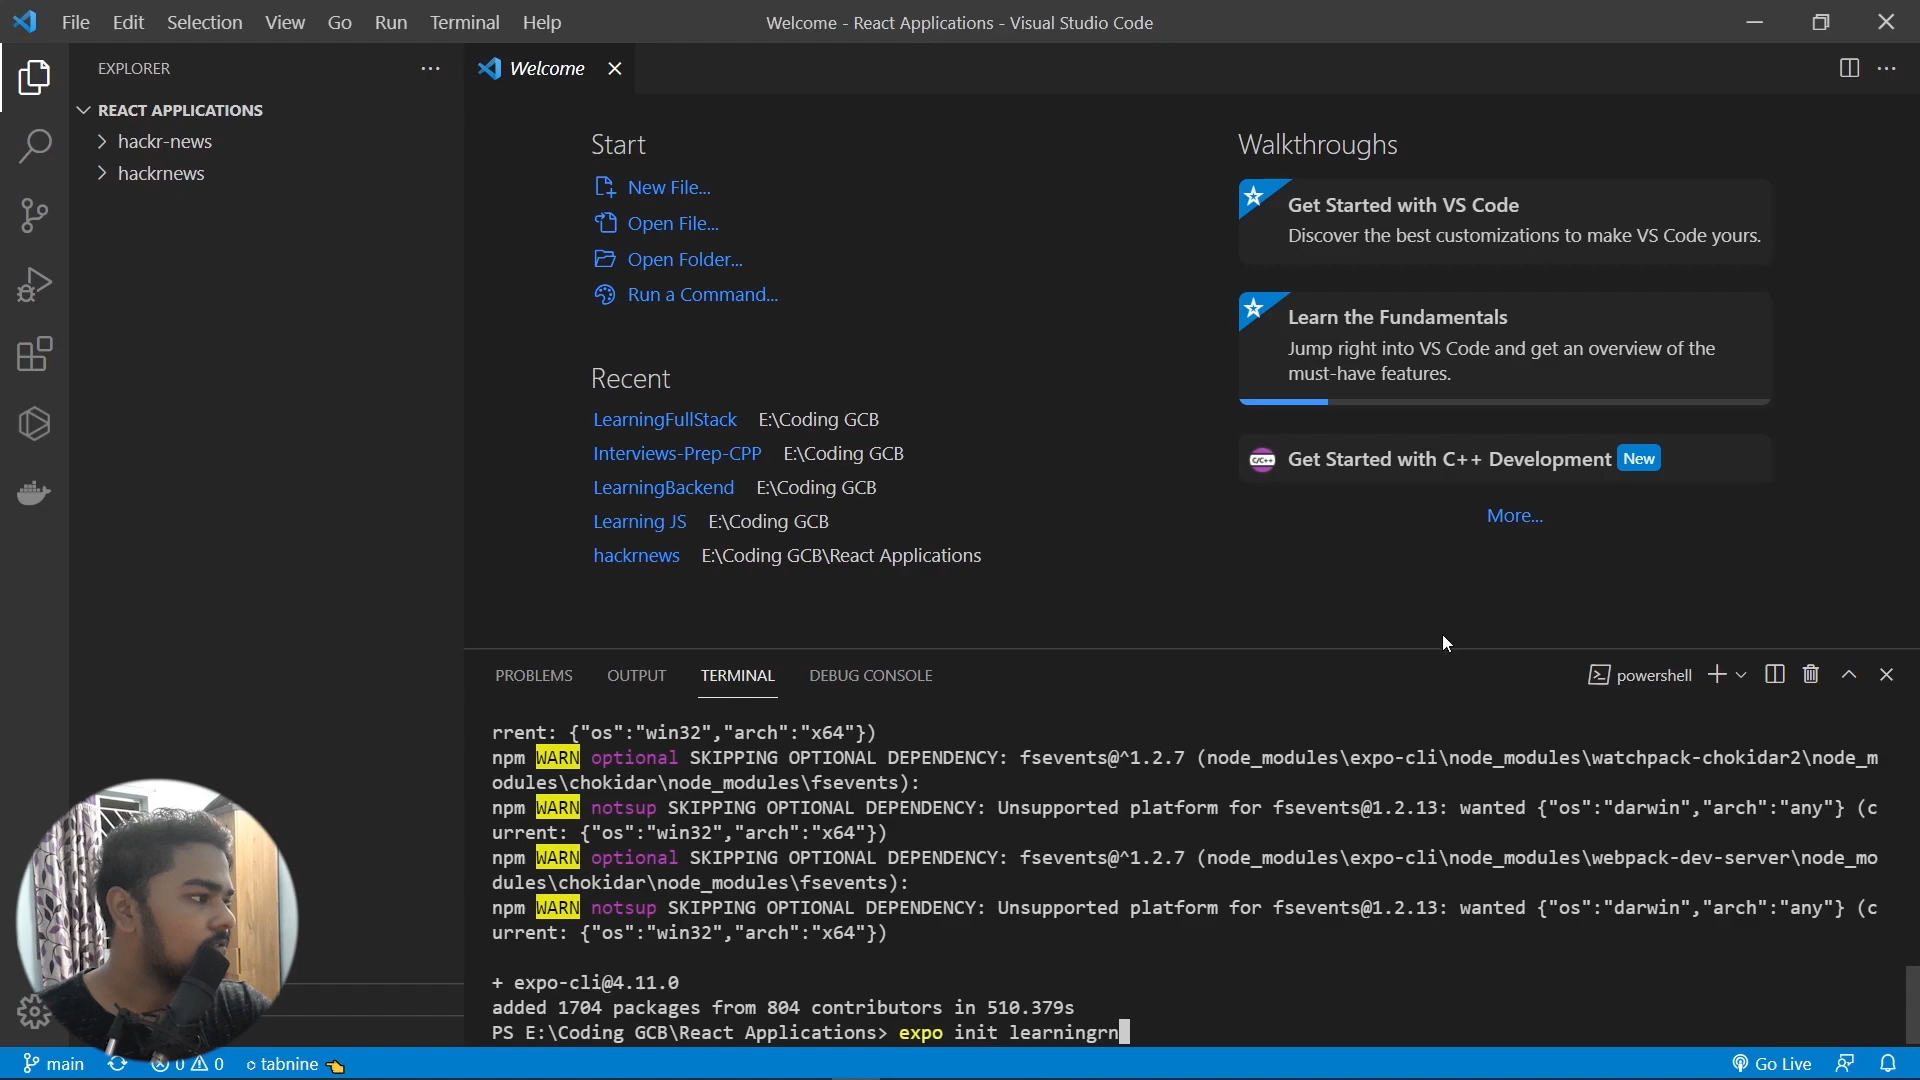 File Edit Selection View Go Run Terminal Help
Welcome - React Applications - Visual Studio Code
EXPLORER
REACT APPLICATIONS
hackr-news
hackrnews
Welcome
Start
New File...
Open File...
Open Folder...
Run a Command...
Recent
LearningFullStack E:\Coding GCB
Interviews-Prep-CPP E:\Coding GCB
LearningBackend E:\Coding GCB
Learning JS E:\Coding GCB
hackrnews E:\Coding GCB\React Applications
Walkthroughs
Get Started with VS Code
Discover the best customizations to make VS Code yours.
Learn the Fundamentals
Jump right into VS Code and get an overview of the
must-have features.
C/C++ Get Started with C++ Development New
More...
PROBLEMS OUTPUT TERMINAL DEBUG CONSOLE
powershell
rrent: {"os":"win32","arch":"x64"})
npm WARN optional SKIPPING OPTIONAL DEPENDENCY: fsevents@^1.2.7 (node_modules\expo-cli\node_modules\watchpack-chokidar2\node_m
odules\chokidar\node_modules\fsevents):
npm WARN notsup SKIPPING OPTIONAL DEPENDENCY: Unsupported platform for fsevents@1.2.13: wanted {"os":"darwin","arch":"any"} (c
urrent: {"os":"win32","arch":"x64"})
npm WARN optional SKIPPING OPTIONAL DEPENDENCY: fsevents@^1.2.7 (node_modules\expo-cli\node_modules\webpack-dev-server\node_mo
dules\chokidar\node_modules\fsevents):
npm WARN notsup SKIPPING OPTIONAL DEPENDENCY: Unsupported platform for fsevents@1.2.13: wanted {"os":"darwin","arch":"any"} (c
urrent: {"os":"win32","arch":"x64"})
+ expo-cli@4.11.0
added 1704 packages from 804 contributors in 510.379s
PS E:\Coding GCB\React Applications> expo init learningrn
main 0 0 tabnine
Go Live